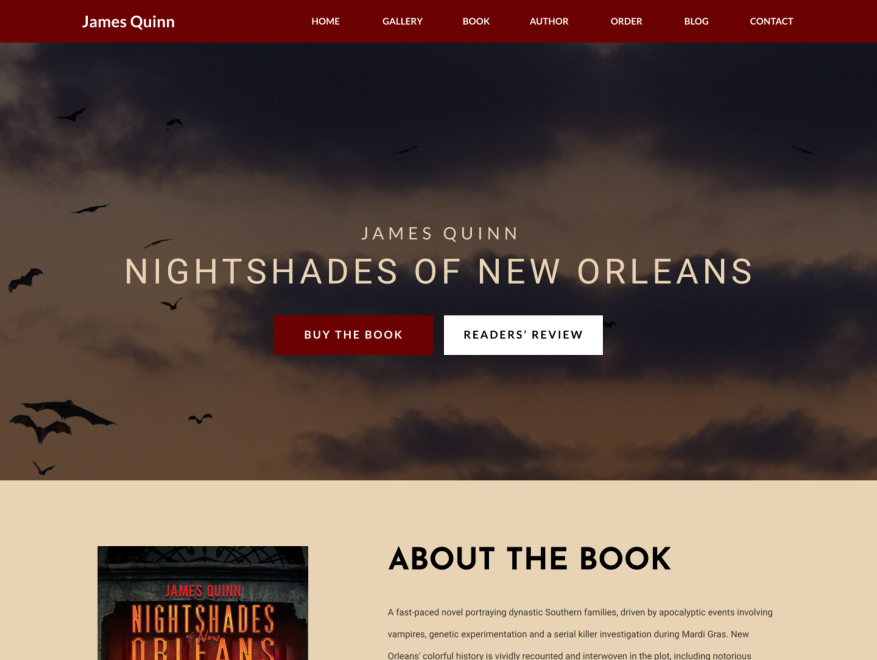 James Quinn
HOME GALLERY BOOK AUTHOR ORDER BLOG CONTACT
JAMES QUINN
NIGHTSHADES OF NEW ORLEANS
BUY THE BOOK
READERS’ REVIEW
JAMES QUINN
NIGHTSHADES
of New
ORLEANS
ABOUT THE BOOK
A fast-paced novel portraying dynastic Southern families, driven by apocalyptic events involving
vampires, genetic experimentation and a serial killer investigation during Mardi Gras. New
Orleans' colorful history is vividly recounted and interwoven in the plot, including notorious